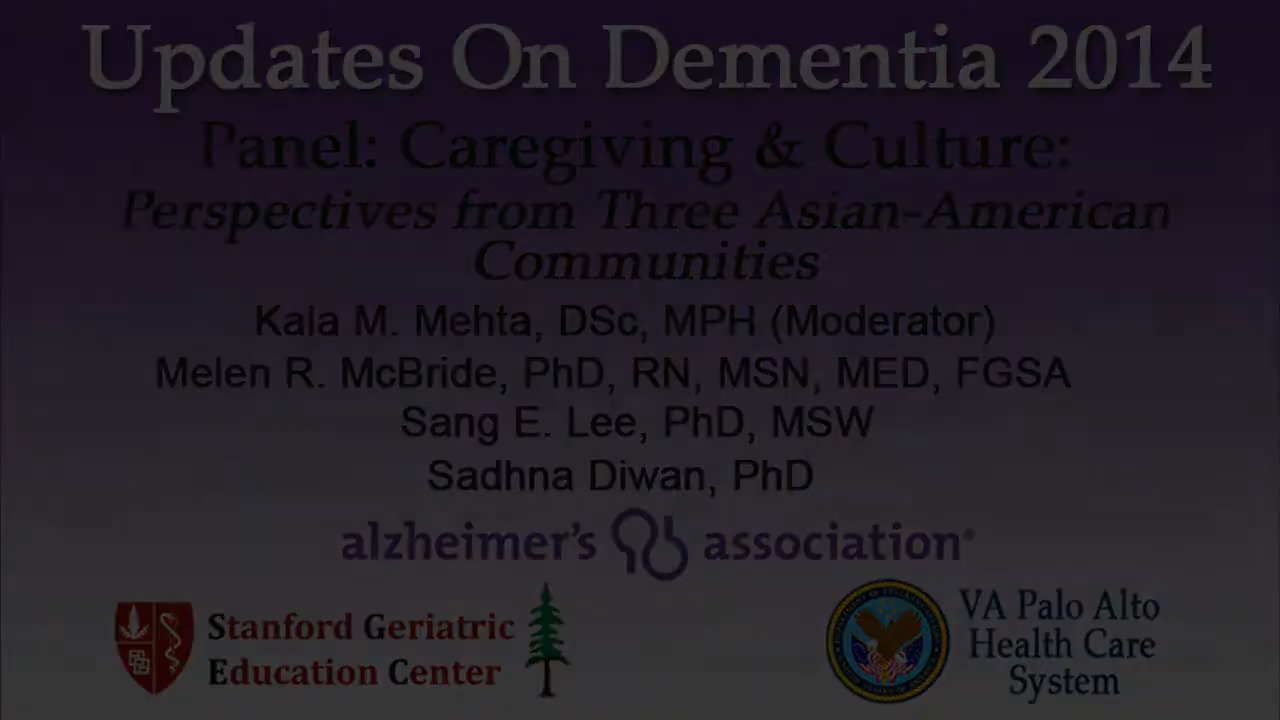 Updates On Dementia 2014
Panel: Caregiving & Culture:
Perspectives from Three Asian-American
Communities
Kala M. Mehta, DSc, MPH (Moderator)
Melen R. McBride, PhD, RN, MSN, MED, FGSA
Sang E. Lee, PhD, MSW
Sadhna Diwan, PhD
alzheimer's association®
Stanford Geriatric
Education Center
VA Palo Alto
Health Care
System